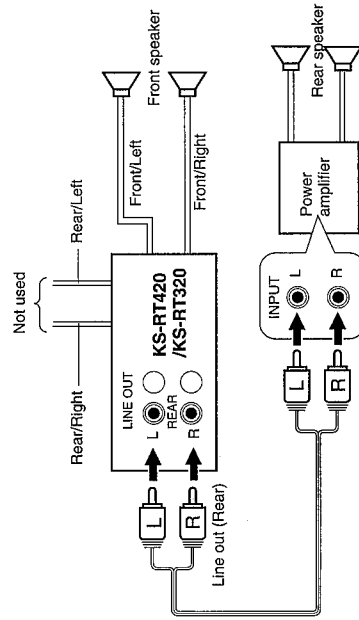 Not used
Rear/Right
Rear/Left
LINE OUT
L
REAR
R
KS-RT420
/KS-RT320
Front/Left
Front/Right
Front speaker
L
R
Line out (Rear)
L
R
INPUT
L
R
Power
amplifier
Rear speaker